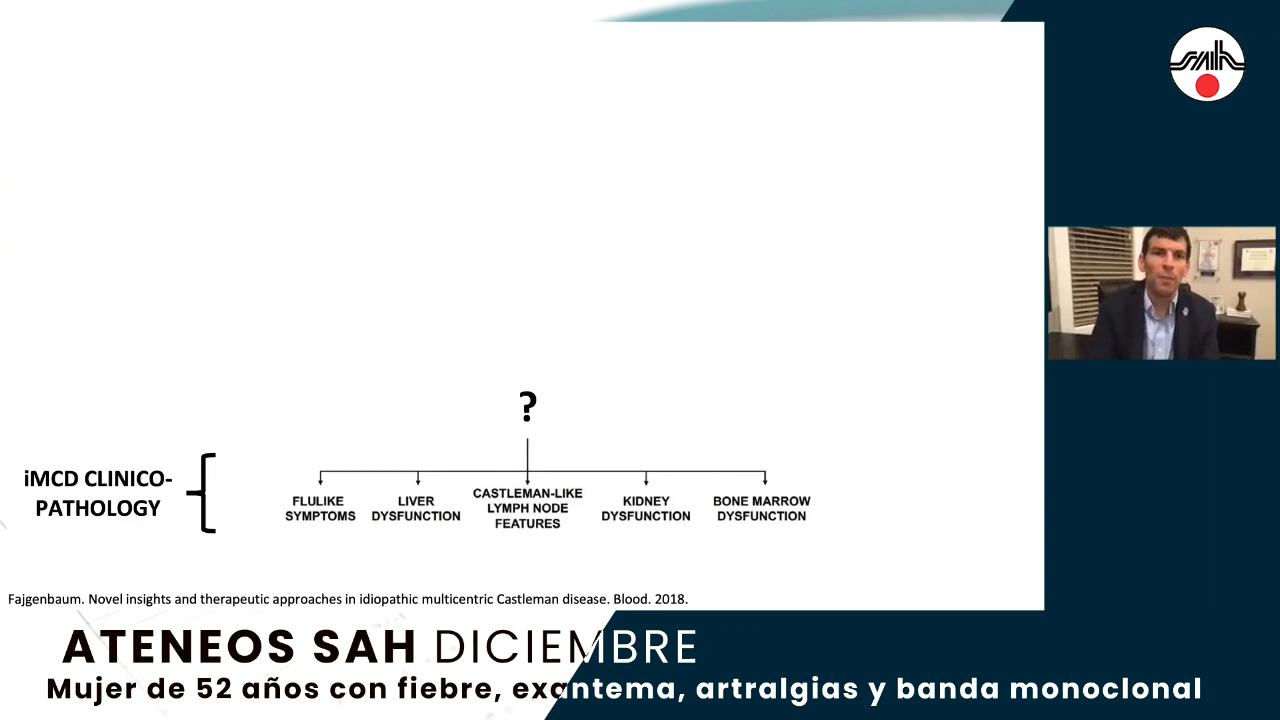 ?
iMCD CLINICO-
PATHOLOGY
FLULIKE
SYMPTOMS
LIVER
DYSFUNCTION
CASTLEMAN-LIKE
LYMPH NODE
FEATURES
KIDNEY
DYSFUNCTION
BONE MARROW
DYSFUNCTION
Fajgenbaum. Novel insights and therapeutic approaches in idiopathic multicentric Castleman disease. Blood. 2018.
ATENEOS SAH DICIEMBRE
Mujer de 52 años con fiebre, exantema, artralgias y banda monoclonal